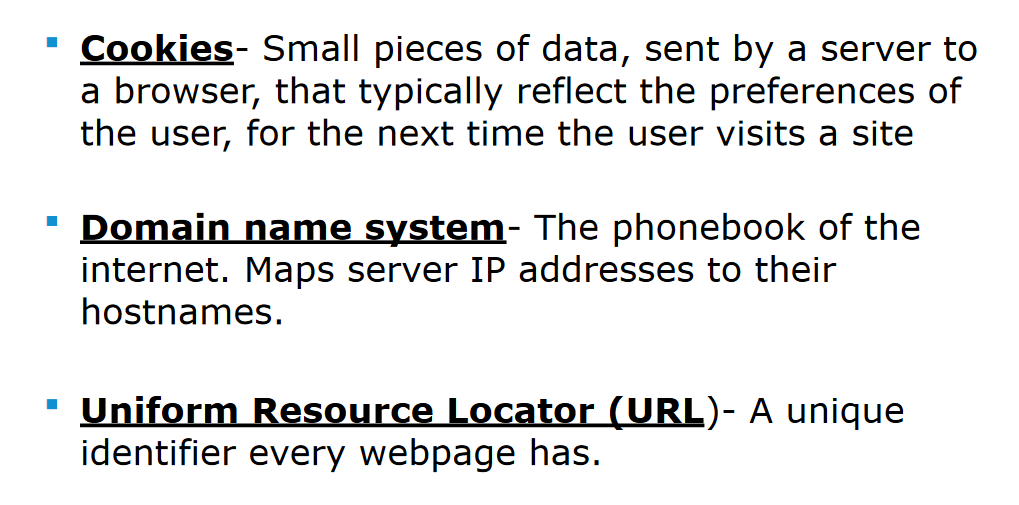 Cookies- Small pieces of data, sent by a server to
a browser, that typically reflect the preferences of
the user, for the next time the user visits a site
Domain name system- The phonebook of the
internet. Maps server IP addresses to their
hostnames.
Uniform Resource Locator (URL)- A unique
identifier every webpage has.